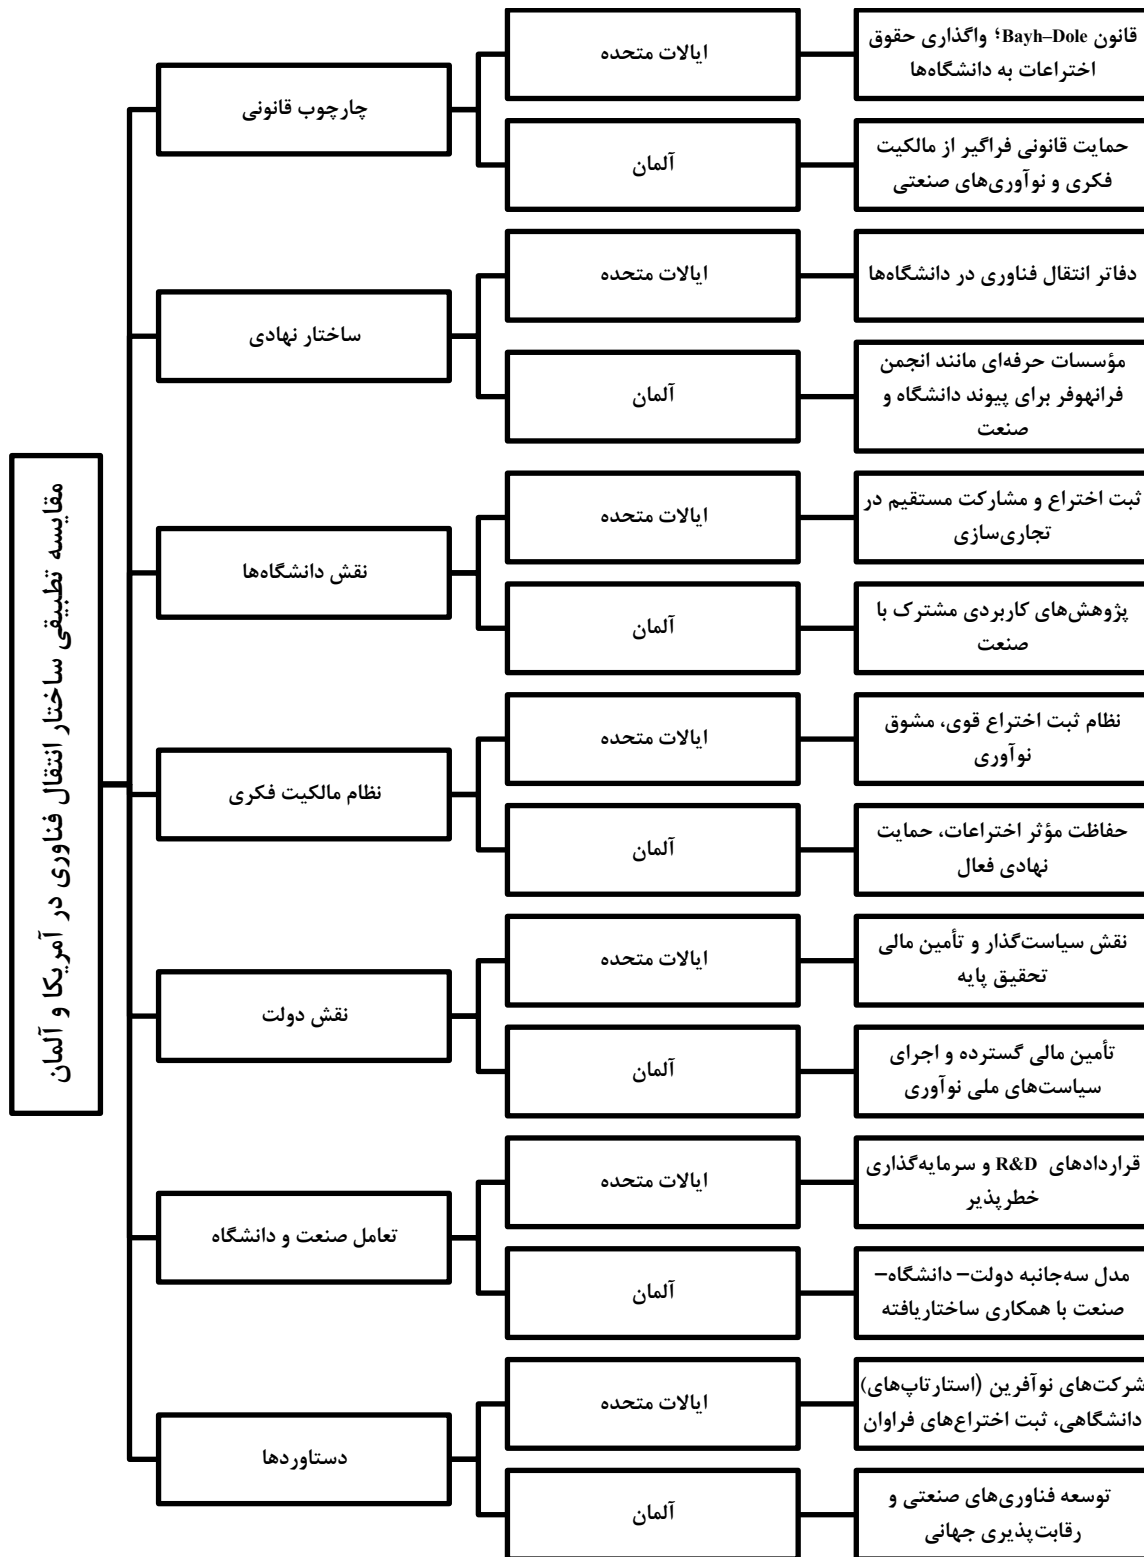 مقایسه تطبیقی ساختار انتقال فناوری در آمریکا و آلمان
چارچوب قانونی
ایالات متحده
قانون Bayh–Dole؛ واگذاری حقوق
اختراعات به دانشگاه‌ها
آلمان
حمایت قانونی فراگیر از مالکیت
فکری و نوآوری‌های صنعتی
ساختار نهادی
ایالات متحده
دفاتر انتقال فناوری در دانشگاه‌ها
آلمان
مؤسسات حرفه‌ای مانند انجمن
فرانهوفر برای پیوند دانشگاه و
صنعت
نقش دانشگاه‌ها
ایالات متحده
ثبت اختراع و مشارکت مستقیم در
تجاری‌سازی
آلمان
پژوهش‌های کاربردی مشترک با
صنعت
نظام مالکیت فکری
ایالات متحده
نظام ثبت اختراع قوی، مشوق
نوآوری
آلمان
حفاظت مؤثر اختراعات، حمایت
نهادی فعال
نقش دولت
ایالات متحده
نقش سیاست‌گذار و تأمین مالی
تحقیق پایه
آلمان
تأمین مالی گسترده و اجرای
سیاست‌های ملی نوآوری
تعامل صنعت و دانشگاه
ایالات متحده
قراردادهای R&D و سرمایه‌گذاری
خطرپذیر
آلمان
مدل سه‌جانبه دولت– دانشگاه–
صنعت با همکاری ساختاریافته
دستاوردها
ایالات متحده
شرکت‌های نوآفرین (استارتاپ‌های)
دانشگاهی، ثبت اختراع‌های فراوان
آلمان
توسعه فناوری‌های صنعتی و
رقابت‌پذیری جهانی